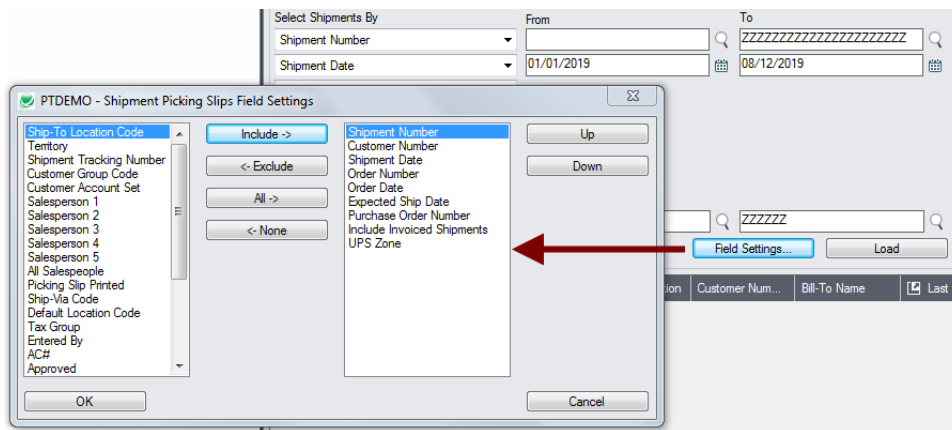 Select Shipments By
From
To
Shipment Number
ZZZZZZZZZZZZZZZZZZZZZZ
Shipment Date
01/01/2019
08/12/2019
PTDEMO - Shipment Picking Slips Field Settings
Ship-To Location Code
Territory
Shipment Tracking Number
Customer Group Code
Customer Account Set
Salesperson 1
Salesperson 2
Salesperson 3
Salesperson 4
Salesperson 5
All Salespeople
Picking Slip Printed
Ship-Via Code
Default Location Code
Tax Group
Entered By
AC#
Approved
Include ->
<- Exclude
All ->
<- None
Shipment Number
Customer Number
Shipment Date
Order Number
Order Date
Expected Ship Date
Purchase Order Number
Include Invoiced Shipments
UPS Zone
Up
Down
OK
Cancel
ZZZZZZ
Field Settings...
Load
tion
Customer Num...
Bill-To Name
Last